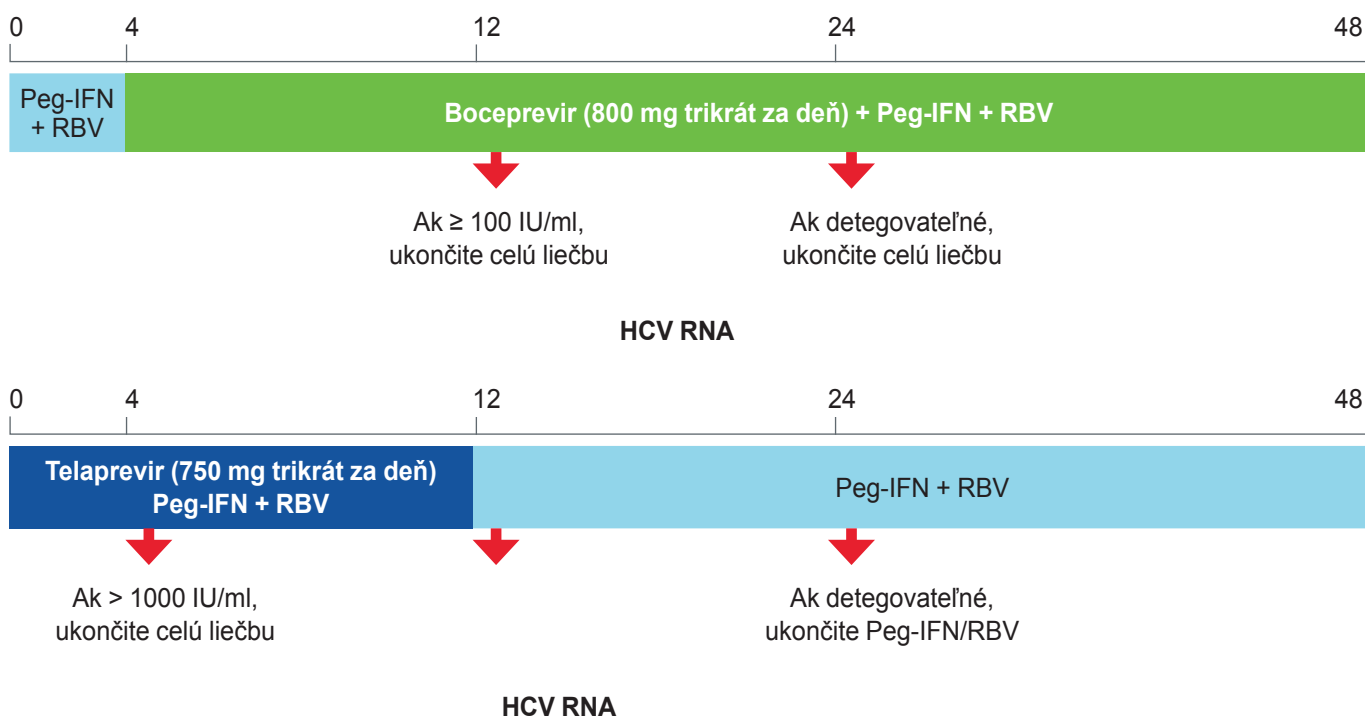 0 4 12 24 48
Peg-IFN
+ RBV
Boceprevir (800 mg trikrát za deň) + Peg-IFN + RBV
Ak ≥ 100 IU/ml,
ukončite celú liečbu
Ak detegovateľné,
ukončite celú liečbu
HCV RNA
0 4 12 24 48
Telaprevir (750 mg trikrát za deň)
Peg-IFN + RBV
Peg-IFN + RBV
Ak > 1000 IU/ml,
ukončite celú liečbu
Ak detegovateľné,
ukončite Peg-IFN/RBV
HCV RNA